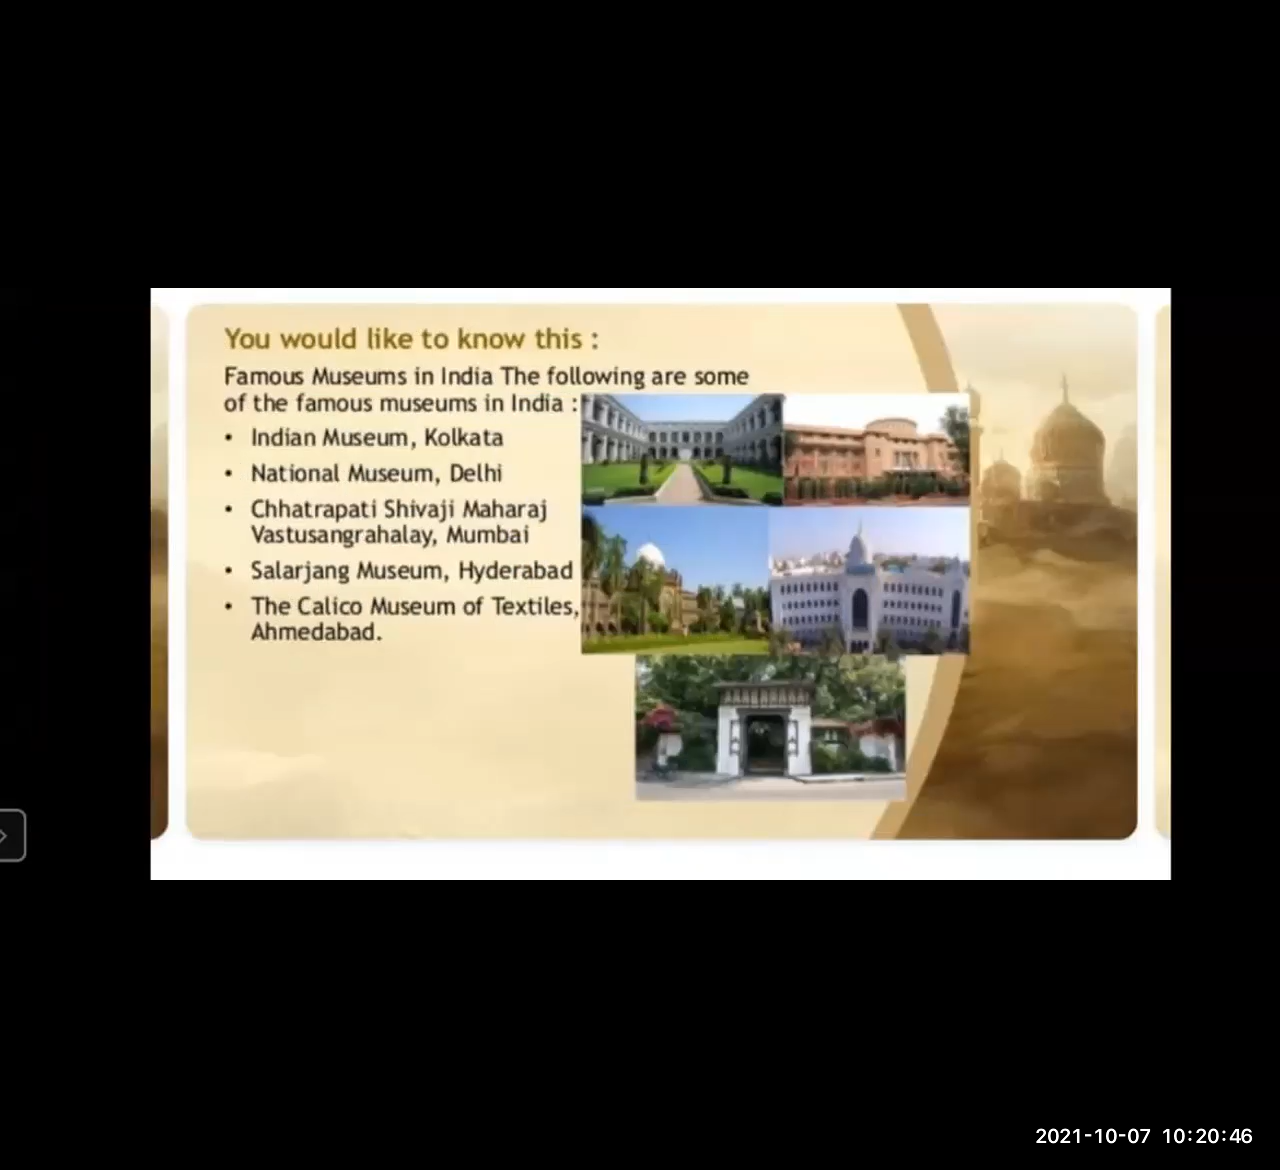 You would like to know this :
Famous Museums in India The following are some
of the famous museums in India :
• Indian Museum, Kolkata
• National Museum, Delhi
• Chhatrapati Shivaji Maharaj
Vastusangrahalay, Mumbai
• Salarjang Museum, Hyderabad
• The Calico Museum of Textiles,
Ahmedabad.
2021-10-07 10:20:46